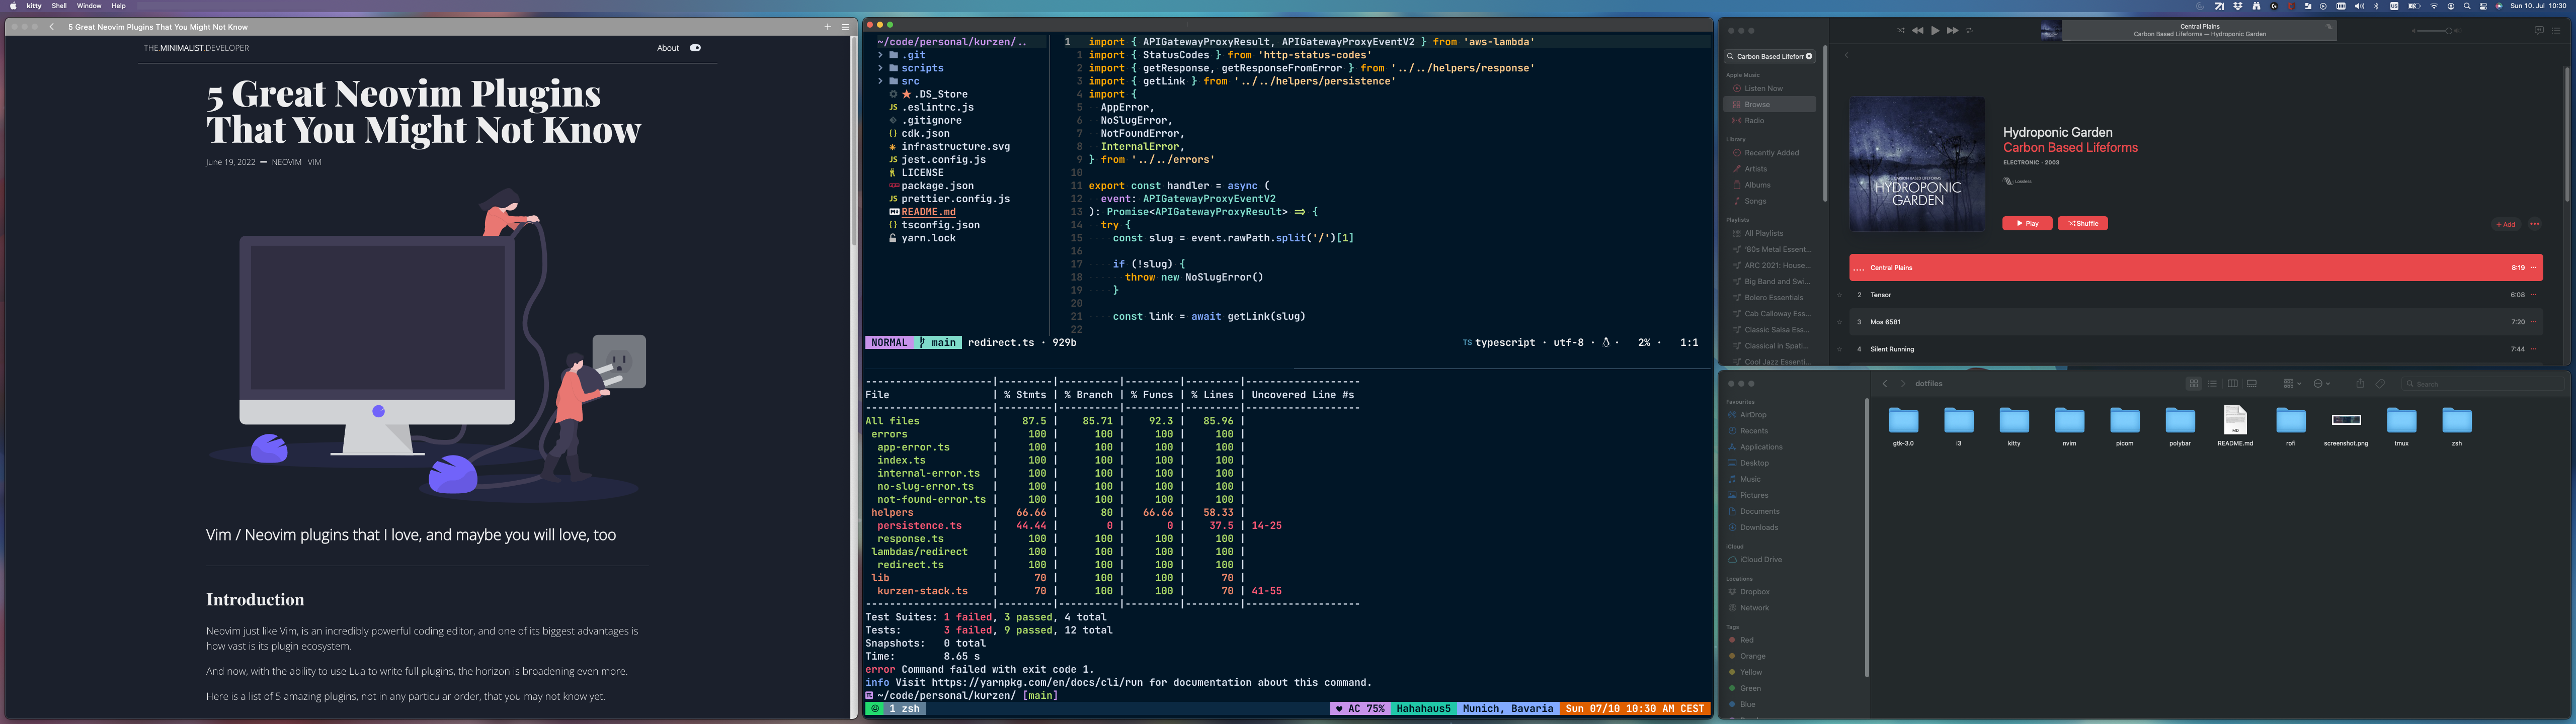 kitty Shell Window Help
Sun 10. Jul 10:30
5 Great Neovim Plugins That You Might Not Know
THE.MINIMALIST.DEVELOPER
About
5 Great Neovim Plugins
That You Might Not Know
June 19, 2022 — NEOVIM VIM
Vim / Neovim plugins that I love, and maybe you will love, too
Introduction
Neovim just like Vim, is an incredibly powerful coding editor, and one of its biggest advantages is
how vast is its plugin ecosystem.
And now, with the ability to use Lua to write full plugins, the horizon is broadening even more.
Here is a list of 5 amazing plugins, not in any particular order, that you may not know yet.
~/code/personal/kurzen/..
.git
scripts
src
.DS_Store
JS .eslintrc.js
.gitignore
{} cdk.json
infrastructure.svg
JS jest.config.js
LICENSE
package.json
JS prettier.config.js
README.md
{} tsconfig.json
yarn.lock
1 import { APIGatewayProxyResult, APIGatewayProxyEventV2 } from 'aws-lambda'
1 import { StatusCodes } from 'http-status-codes'
2 import { getResponse, getResponseFromError } from '../../helpers/response'
3 import { getLink } from '../../helpers/persistence'
4 import {
5 AppError,
6 NoSlugError,
7 NotFoundError,
8 InternalError,
9 } from '../../errors'
10
11 export const handler = async (
12 event: APIGatewayProxyEventV2
13 ): Promise<APIGatewayProxyResult> => {
14 try {
15 const slug = event.rawPath.split('/')[1]
16
17 if (!slug) {
18 throw new NoSlugError()
19 }
20
21 const link = await getLink(slug)
22
NORMAL main redirect.ts · 929b
TS typescript · utf-8 · 2% · 1:1
---------------------|---------|----------|---------|---------|-------------------
File | % Stmts | % Branch | % Funcs | % Lines | Uncovered Line #s
---------------------|---------|----------|---------|---------|-------------------
All files | 87.5 | 85.71 | 92.3 | 85.96 |
errors | 100 | 100 | 100 | 100 |
app-error.ts | 100 | 100 | 100 | 100 |
index.ts | 100 | 100 | 100 | 100 |
internal-error.ts | 100 | 100 | 100 | 100 |
no-slug-error.ts | 100 | 100 | 100 | 100 |
not-found-error.ts | 100 | 100 | 100 | 100 |
helpers | 66.66 | 80 | 66.66 | 58.33 |
persistence.ts | 44.44 | 0 | 0 | 37.5 | 14-25
response.ts | 100 | 100 | 100 | 100 |
lambdas/redirect | 100 | 100 | 100 | 100 |
redirect.ts | 100 | 100 | 100 | 100 |
lib | 70 | 100 | 100 | 70 |
kurzen-stack.ts | 70 | 100 | 100 | 70 | 41-55
---------------------|---------|----------|---------|---------|-------------------
Test Suites: 1 failed, 3 passed, 4 total
Tests: 3 failed, 9 passed, 12 total
Snapshots: 0 total
Time: 8.65 s
error Command failed with exit code 1.
info Visit https://yarnpkg.com/en/docs/cli/run for documentation about this command.
~/code/personal/kurzen/ [main]
1 zsh
♥ AC 75% Hahahaus5 Munich, Bavaria Sun 07/10 10:30 AM CEST
Central Plains
Carbon Based Lifeforms — Hydroponic Garden
Carbon Based Lifeforr
Apple Music
Listen Now
Browse
Radio
Library
Recently Added
Artists
Albums
Songs
Playlists
All Playlists
'80s Metal Essent...
ARC 2021: House...
Big Band and Swi...
Bolero Essentials
Cab Calloway Ess...
Classic Salsa Ess...
Classical in Spati...
Cool Jazz Essenti...
CARBON BASED LIFEFORMS
HYDROPONIC
GARDEN
Hydroponic Garden
Carbon Based Lifeforms
ELECTRONIC · 2003
Lossless
Play
Shuffle
+ Add
Central Plains 8:19
2 Tensor 6:08
3 Mos 6581 7:20
4 Silent Running 7:44
Favourites
AirDrop
Recents
Applications
Desktop
Music
Pictures
Documents
Downloads
iCloud
iCloud Drive
Locations
Dropbox
Network
Tags
Red
Orange
Yellow
Green
Blue
dotfiles
Search
MD
gtk-3.0 i3 kitty nvim picom polybar README.md rofi screenshot.png tmux zsh